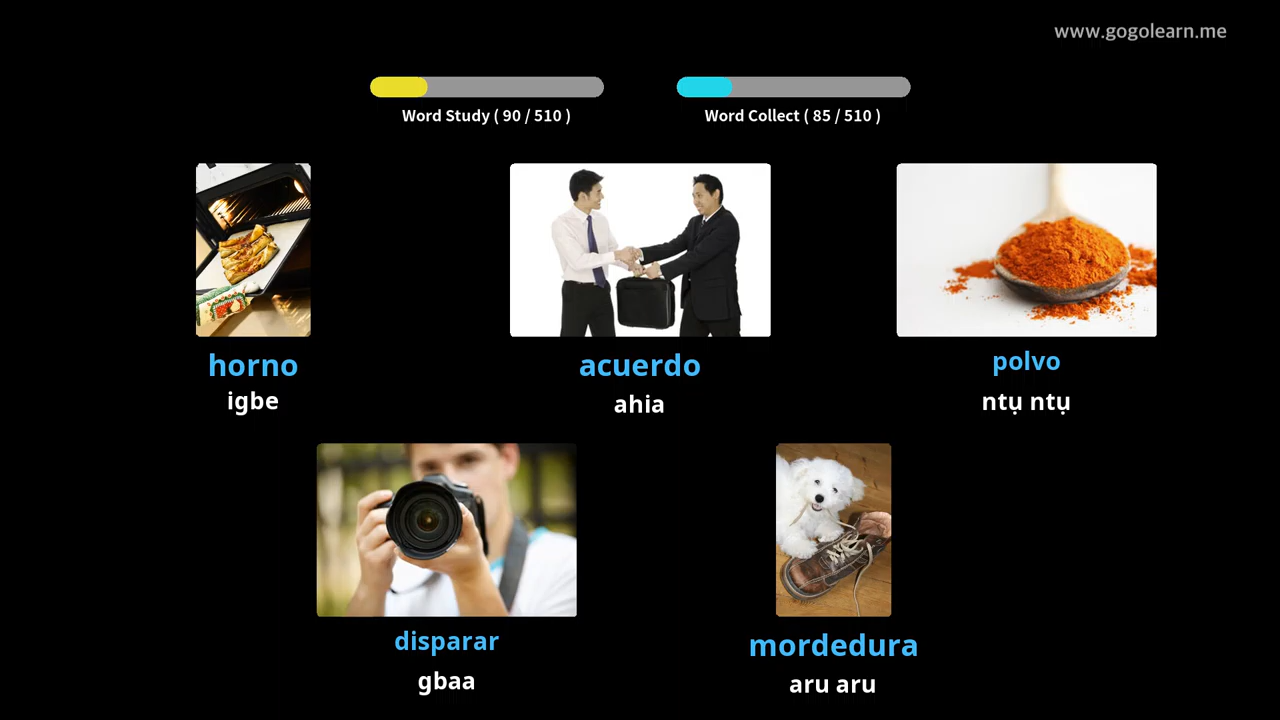 www.gogolearn.me
Word Study ( 90 / 510 )
Word Collect ( 85 / 510 )
horno
igbe
acuerdo
ahia
polvo
ntụ ntụ
disparar
gbaa
mordedura
aru aru